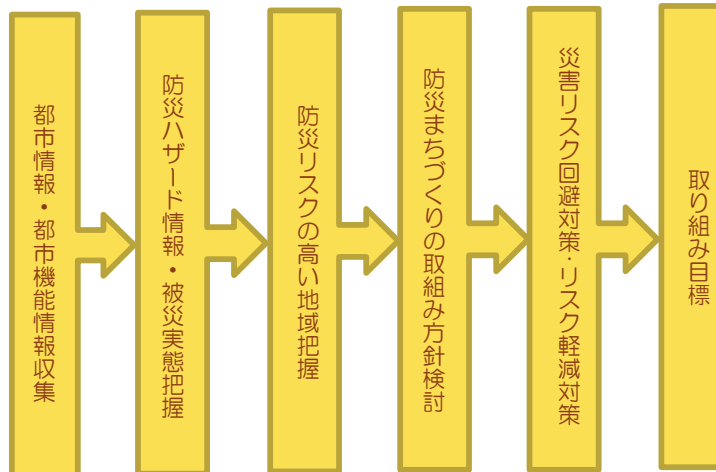 都市情報・都市機能情報収集
防災ハザード情報・被災実態把握
防災リスクの高い地域把握
防災まちづくりの取組み方針検討
災害リスク回避対策・リスク軽減対策
取り組み目標